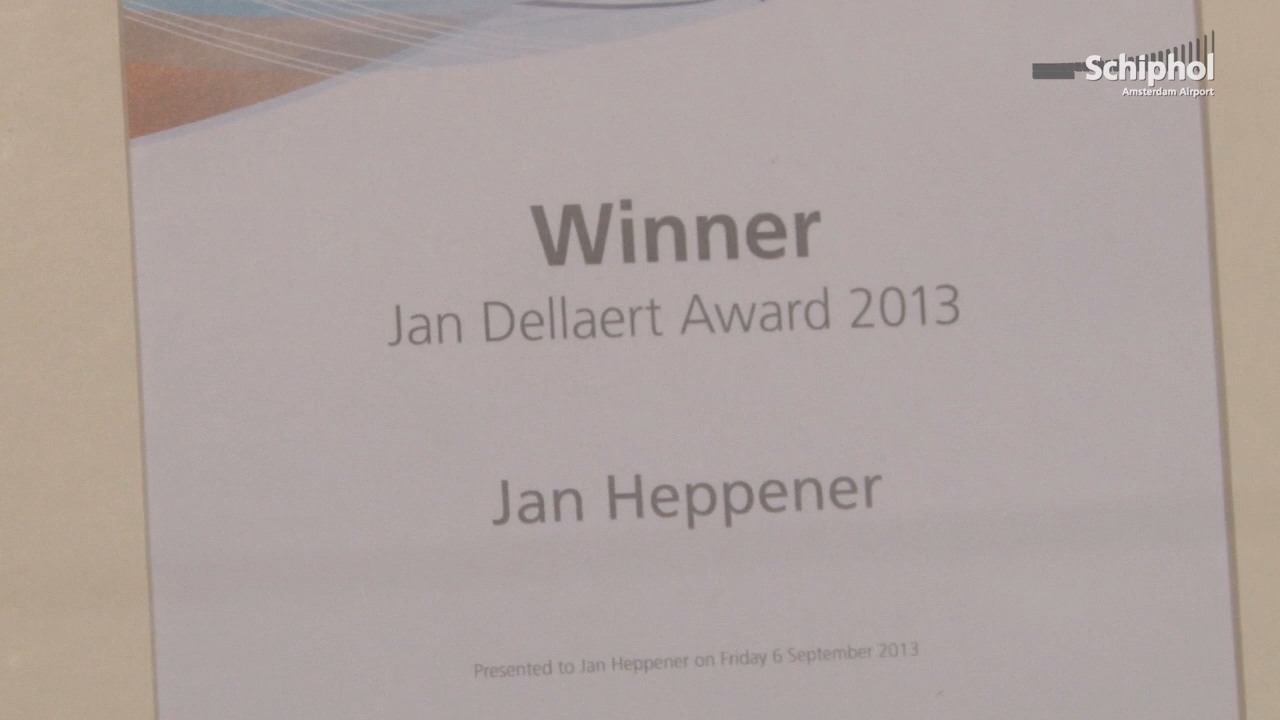 Schiphol
Amsterdam Airport
Winner
Jan Dellaert Award 2013
Jan Heppener
Presented to Jan Heppener on Friday 6 September 2013